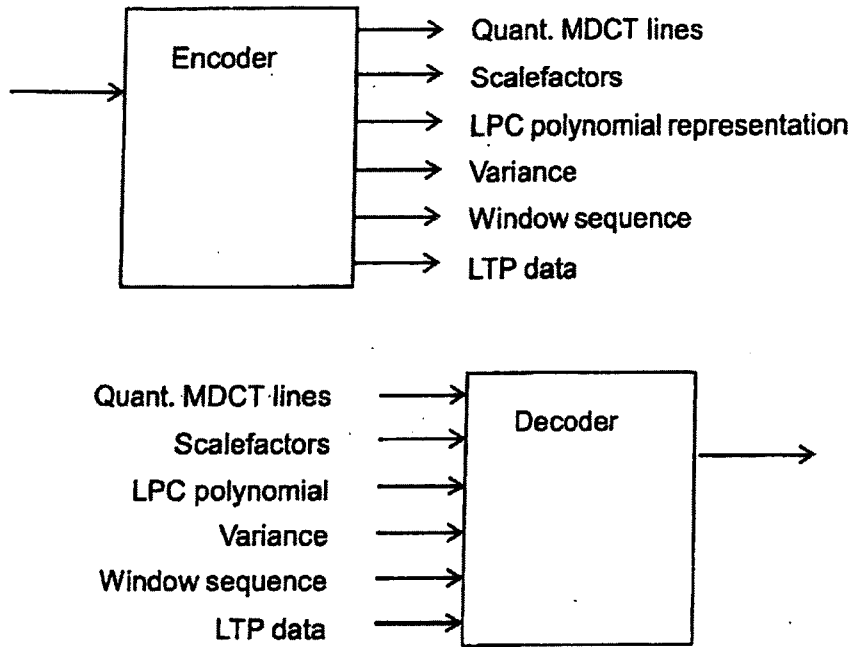 Encoder
Quant. MDCT lines
Scalefactors
LPC polynomial representation
Variance
Window sequence
LTP data
Quant. MDCT lines
Scalefactors
LPC polynomial
Variance
Window sequence
LTP data
Decoder